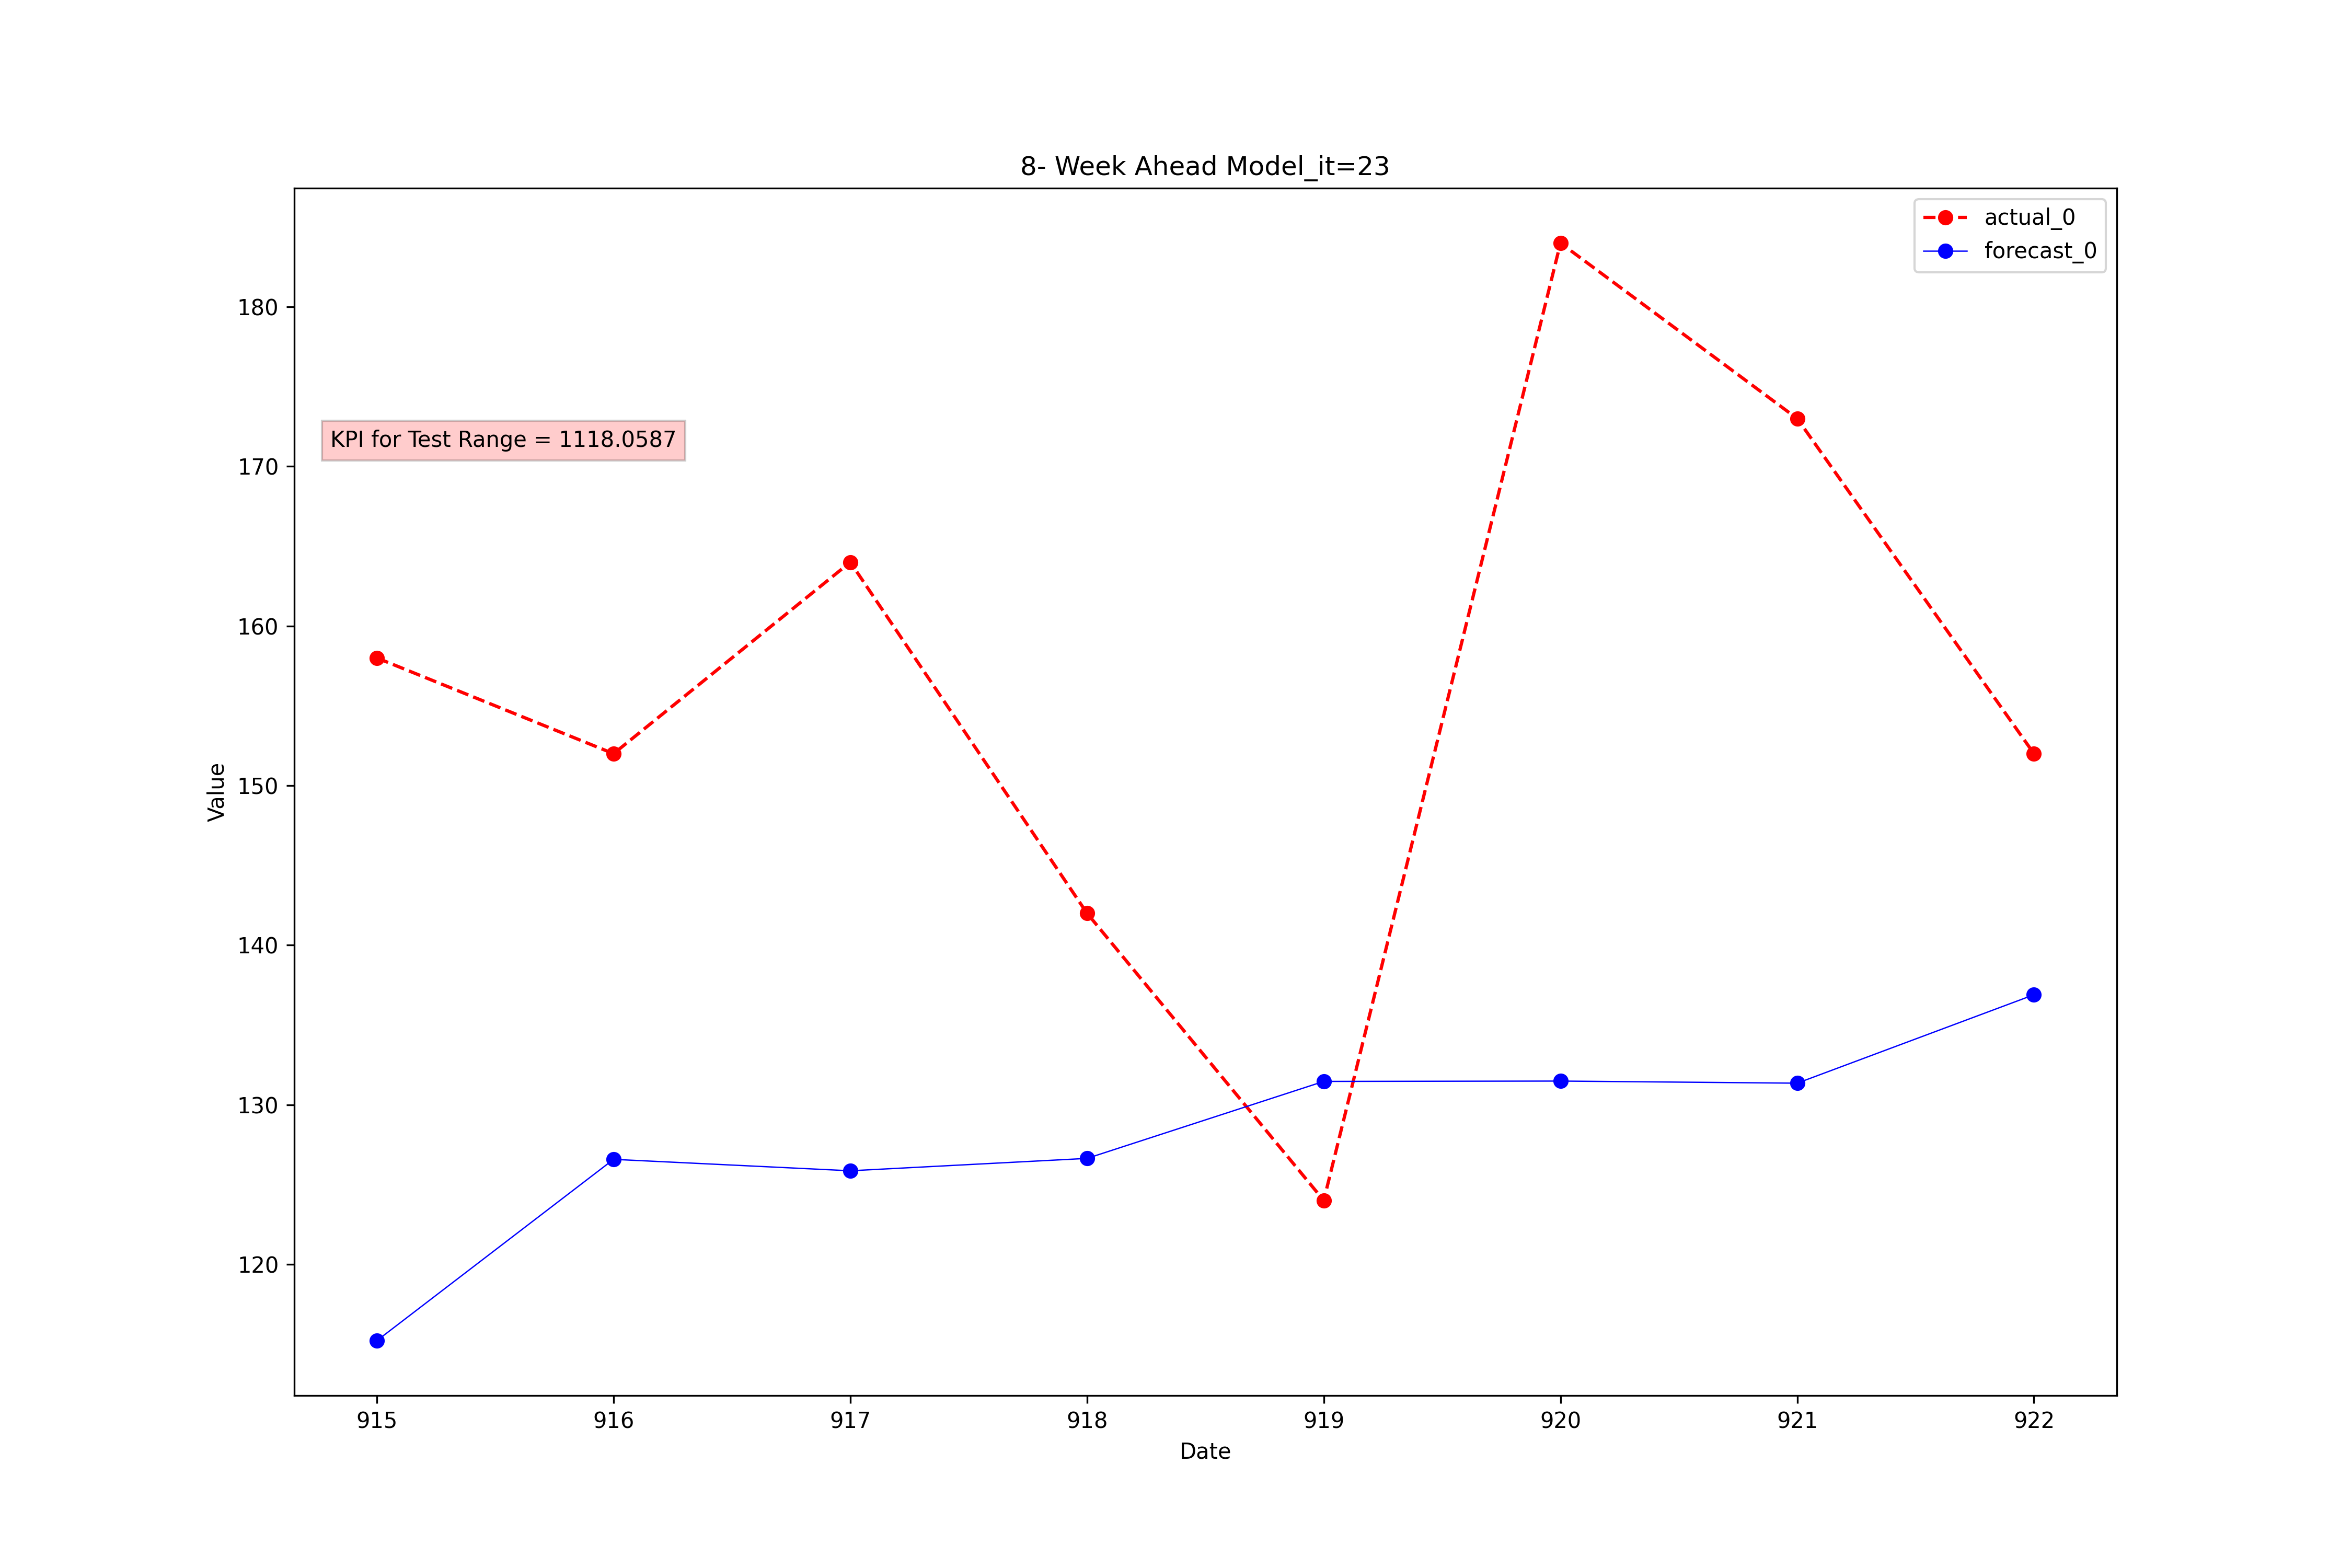 8- Week Ahead Model_it=23
actual_0
forecast_0
KPI for Test Range = 1118.0587
Value
180
170
160
150
140
130
120
915 916 917 918 919 920 921 922
Date